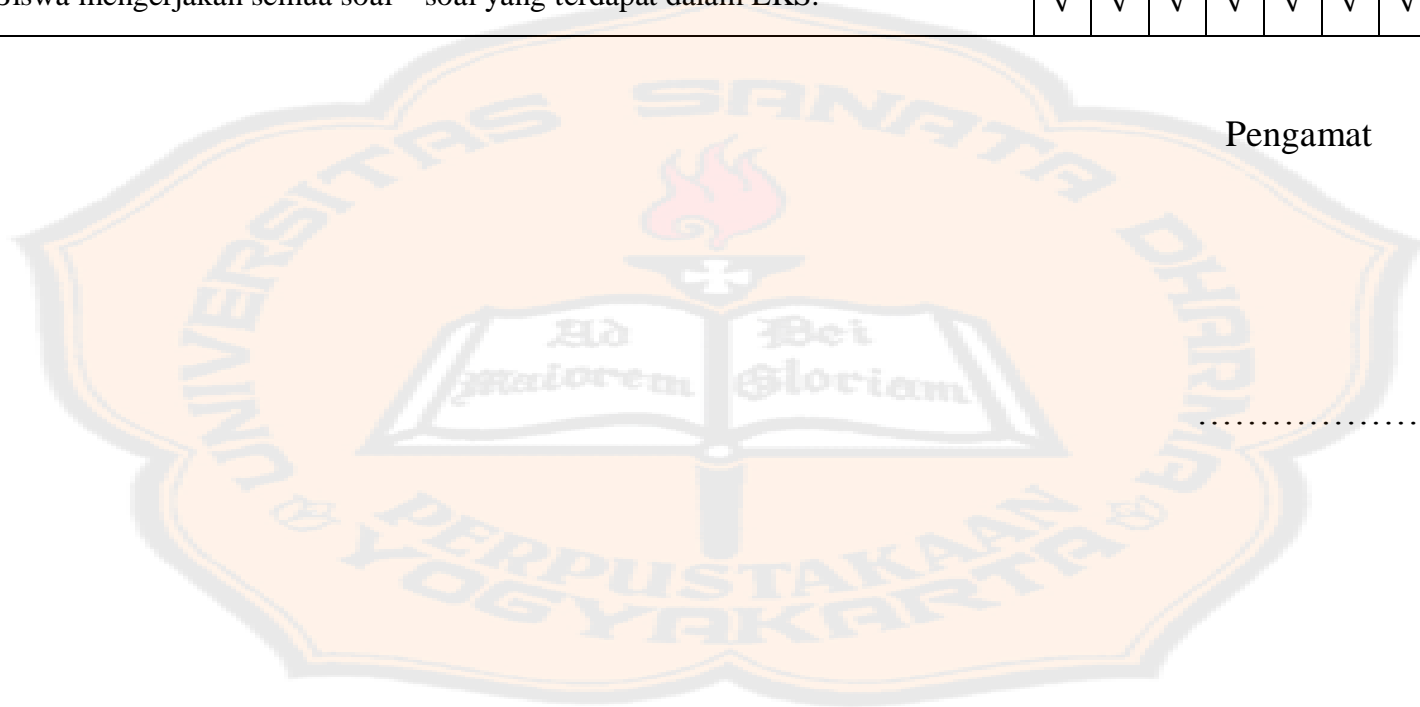 Siswa mengerjakan semua soal – soal yang terdapat dalam LKS. √ √ √ √ √ √ √
Pengamat
UNIVERSITAS SANATA DHARMA
Ad Dei
Maiorem Gloriam
....................
PERPUSTAKAAN
YOGYAKARTA